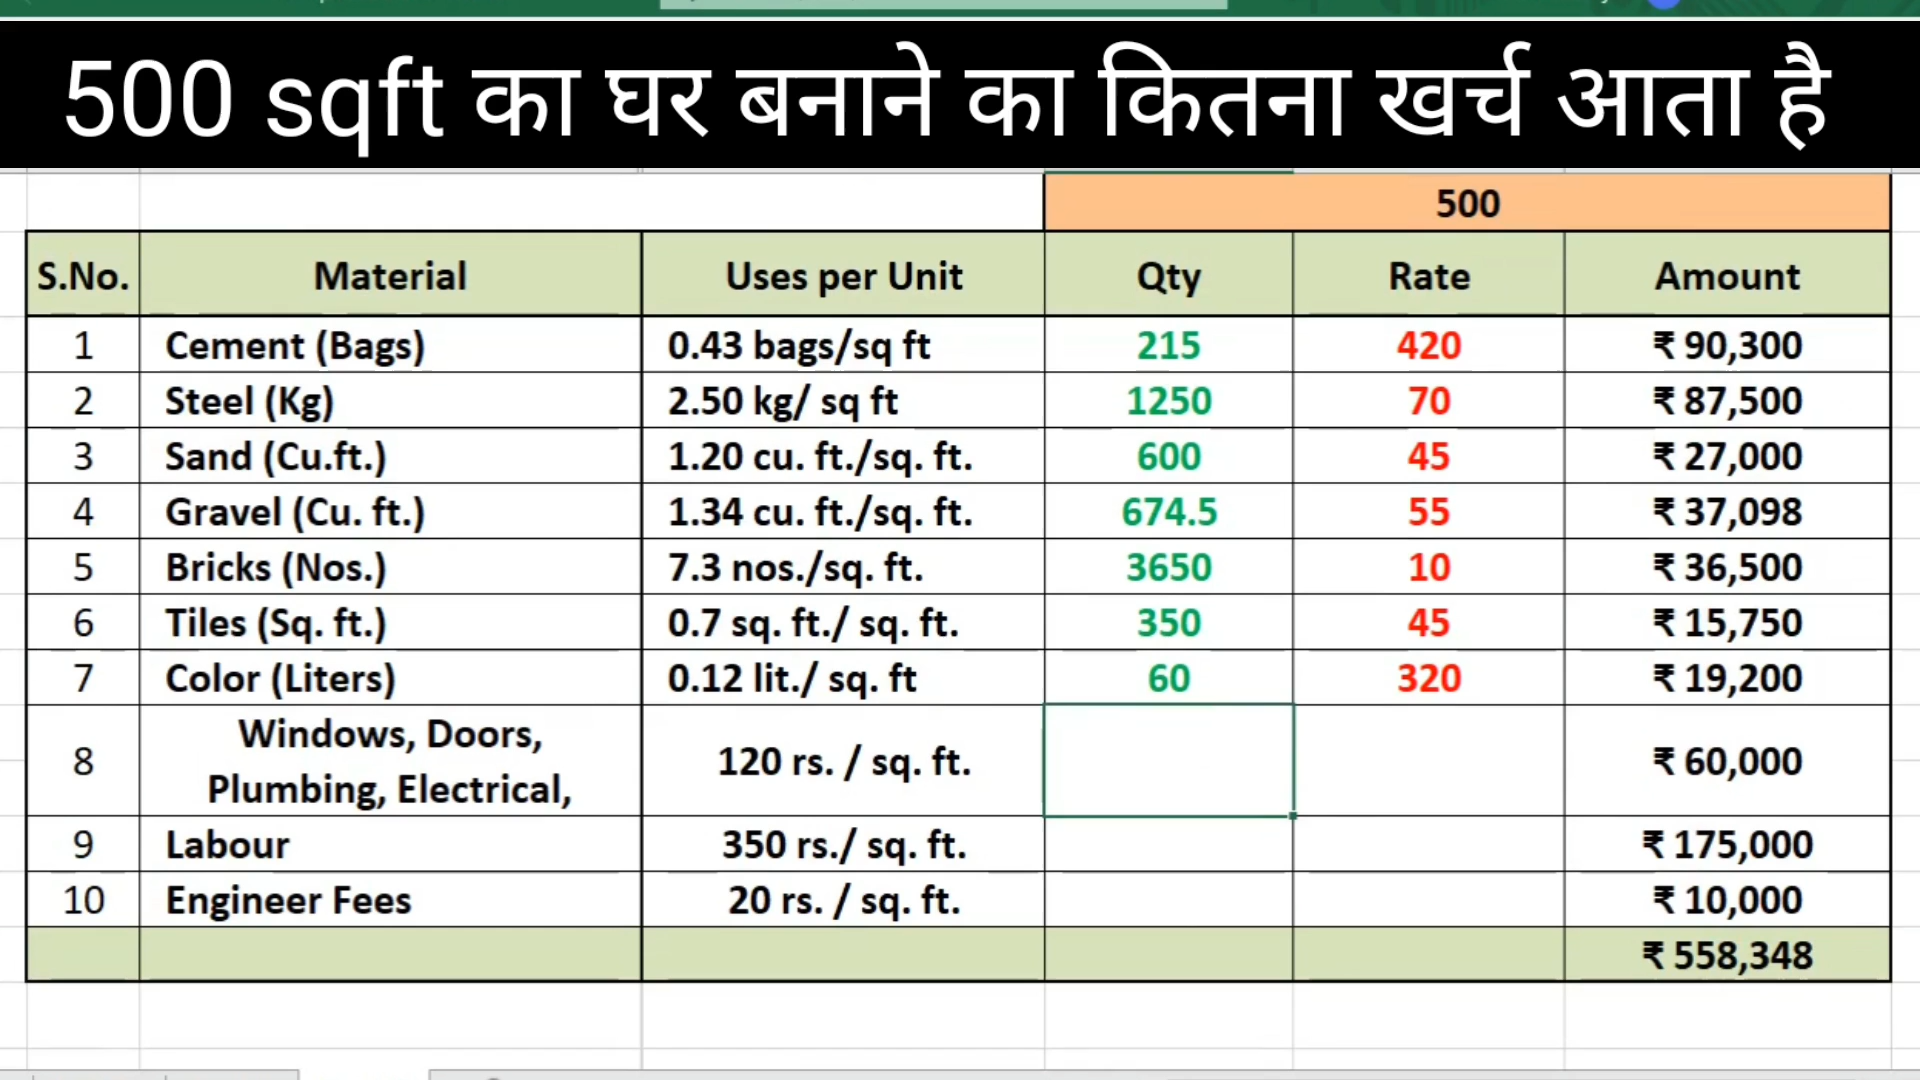 500 sqft का घर बनाने का कितना खर्च आता है
500
S.No. Material Uses per Unit Qty Rate Amount
1 Cement (Bags) 0.43 bags/sq ft 215 420 ₹ 90,300
2 Steel (Kg) 2.50 kg/ sq ft 1250 70 ₹ 87,500
3 Sand (Cu.ft.) 1.20 cu. ft./sq. ft. 600 45 ₹ 27,000
4 Gravel (Cu. ft.) 1.34 cu. ft./sq. ft. 674.5 55 ₹ 37,098
5 Bricks (Nos.) 7.3 nos./sq. ft. 3650 10 ₹ 36,500
6 Tiles (Sq. ft.) 0.7 sq. ft./ sq. ft. 350 45 ₹ 15,750
7 Color (Liters) 0.12 lit./ sq. ft 60 320 ₹ 19,200
8 Windows, Doors,
Plumbing, Electrical, 120 rs. / sq. ft. ₹ 60,000
9 Labour 350 rs./ sq. ft. ₹ 175,000
10 Engineer Fees 20 rs. / sq. ft. ₹ 10,000
₹ 558,348